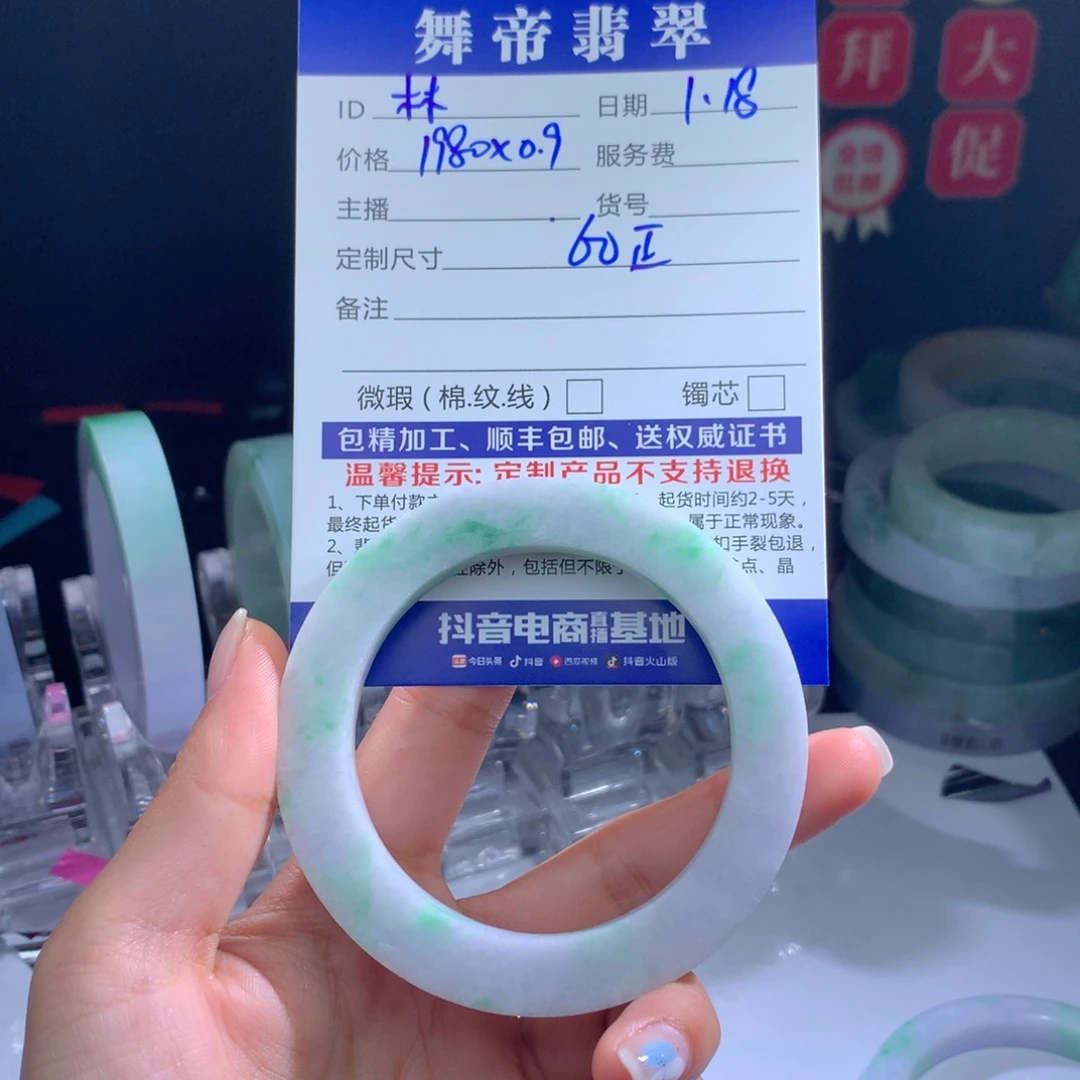 舞帝翡翠
ID 林 日期 1.18
价格 1980x0.9 服务费
主播 货号
定制尺寸 60正
备注
微瑕(棉.纹.线) 镯芯
包精加工、顺丰包邮、送权威证书
温馨提示:定制产品不支持退换
1、下单付款 起货时间约2-5天,
最终起货 属于正常现象。
2、 扣手裂包退,
但 除外,包括但不限 点、晶
抖音电商直播基地
今日头条 抖音 西瓜视频 抖音火山版
拜
大
促